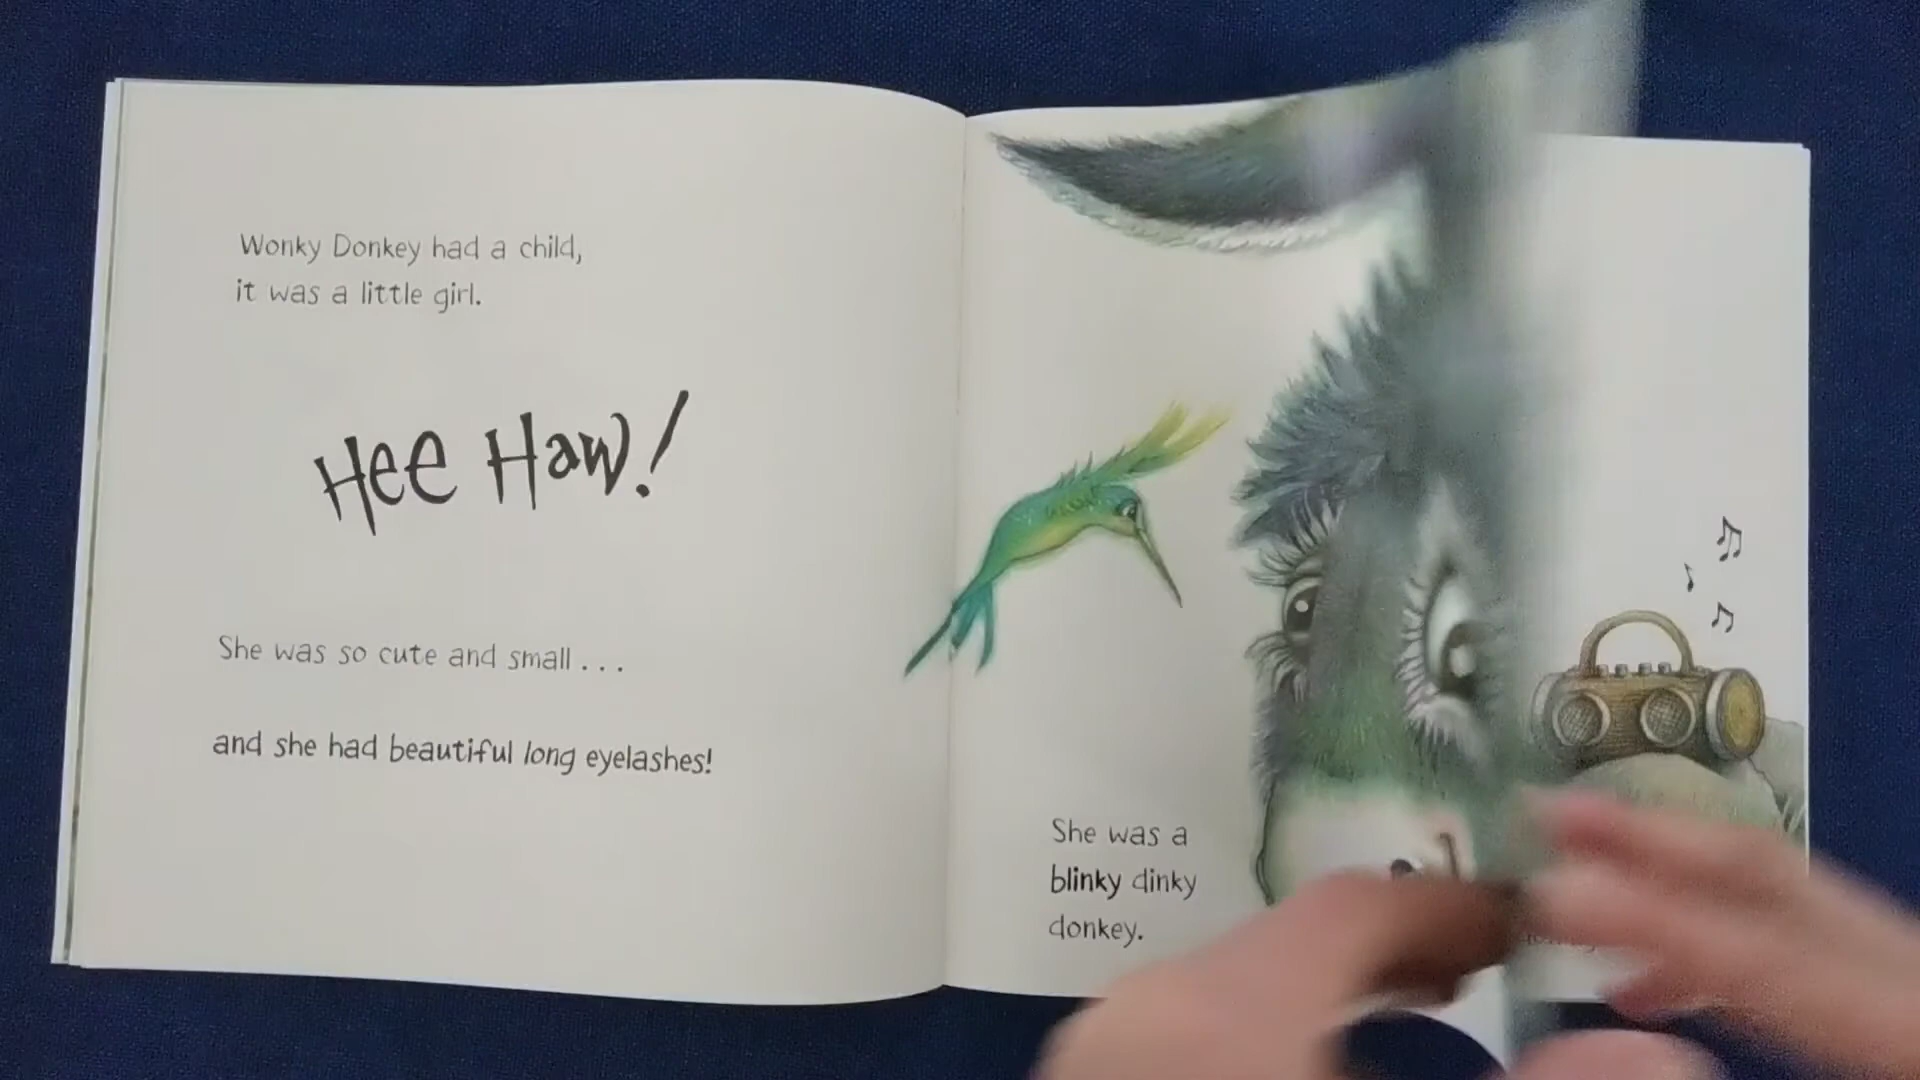 Wonky Donkey had a child,
it was a little girl.
Hee Haw!
She was so cute and small . . .
and she had beautiful long eyelashes!
She was a
blinky dinky
donkey.